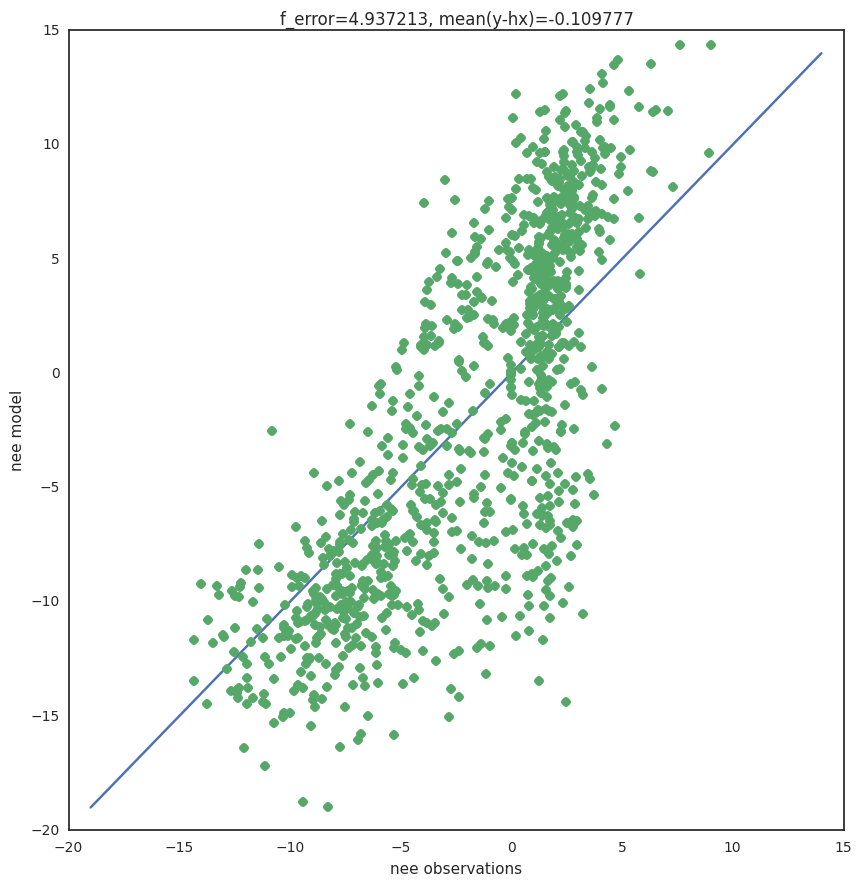 f_error=4.937213, mean(y-hx)=-0.109777
15
10
5
0
−5
−10
−15
−20
nee model
−20 −15 −10 −5 0 5 10 15
nee observations